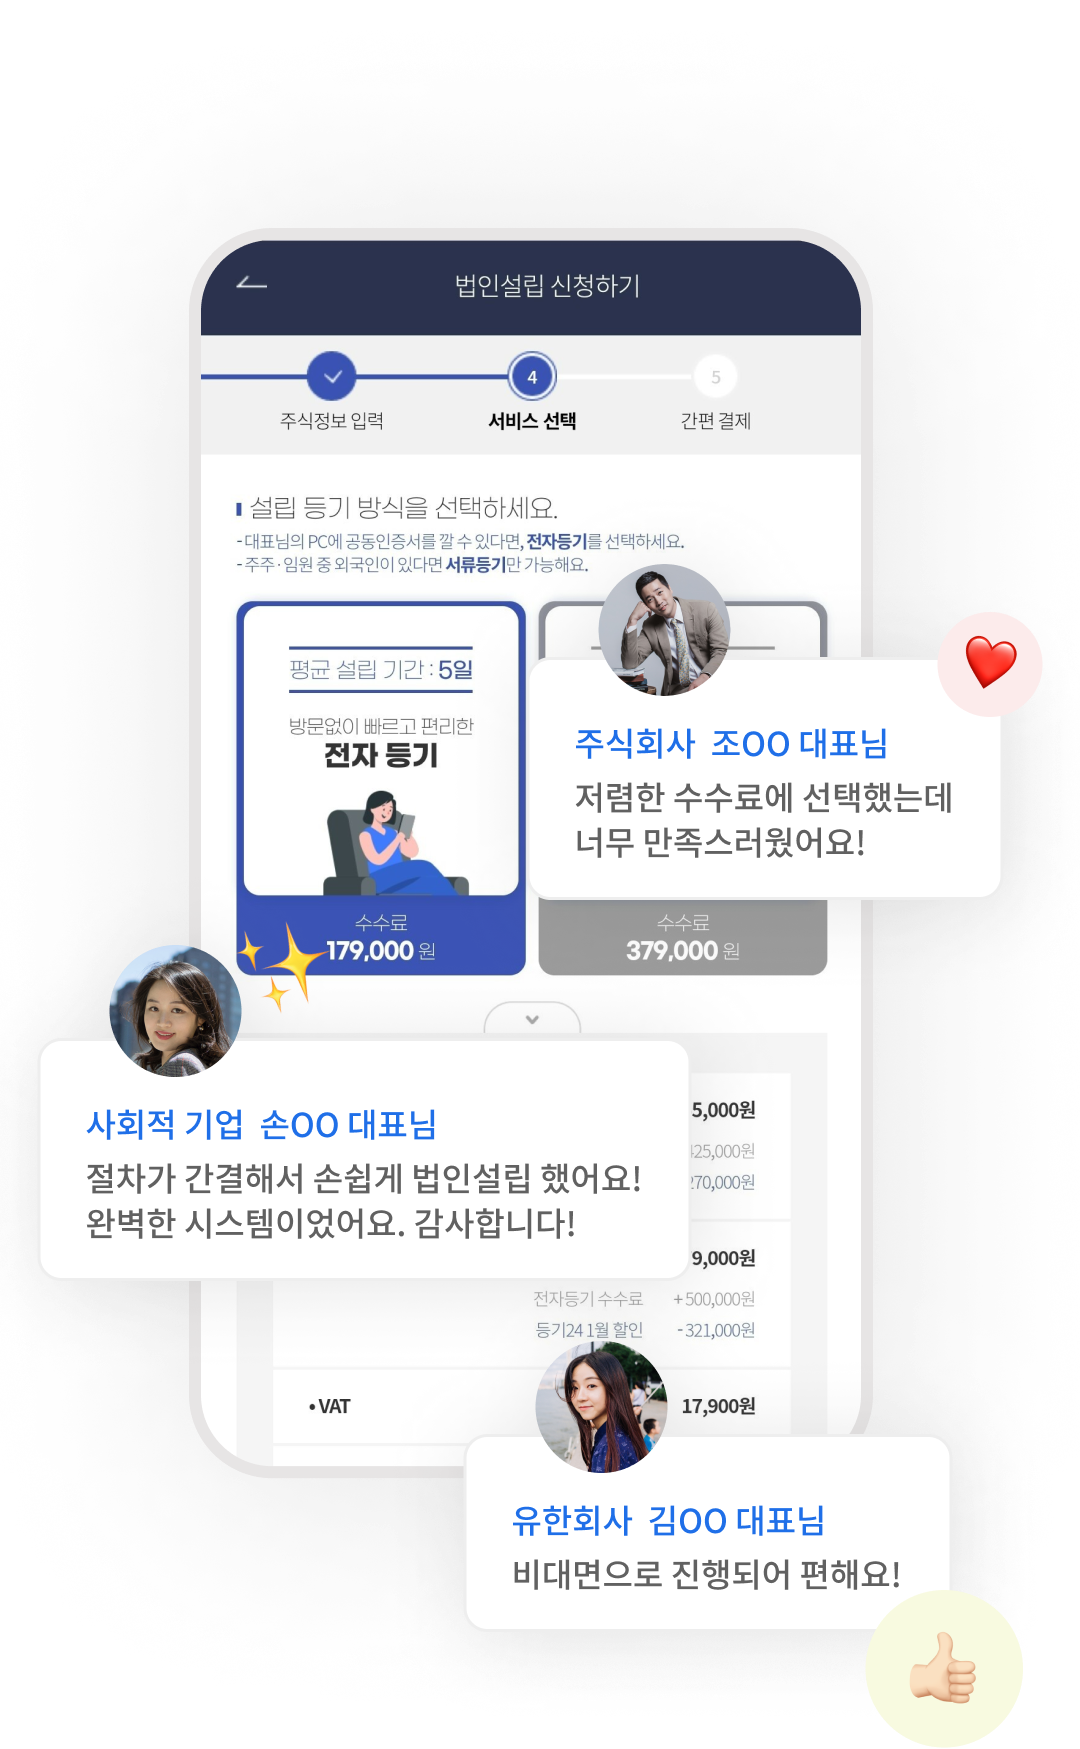 법인설립 신청하기
4
5
주식정보 입력
서비스 선택
간편 결제
설립 등기 방식을 선택하세요.
- 대표님의 PC에 공동인증서를 깔 수 있다면, 전자등기를 선택하세요.
- 주주·임원 중 외국인이 있다면 서류등기만 가능해요.
평균 설립 기간 : 5일
방문없이 빠르고 편리한
전자 등기
수수료
179,000 원
수수료
379,000 원
주식회사 조OO 대표님
저렴한 수수료에 선택했는데
너무 만족스러웠어요!
사회적 기업 손OO 대표님
절차가 간결해서 손쉽게 법인설립 했어요!
완벽한 시스템이었어요. 감사합니다!
5,000원
425,000원
270,000원
9,000원
전자등기 수수료 +500,000원
등기24 1월 할인 -321,000원
• VAT 17,900원
유한회사 김OO 대표님
비대면으로 진행되어 편해요!